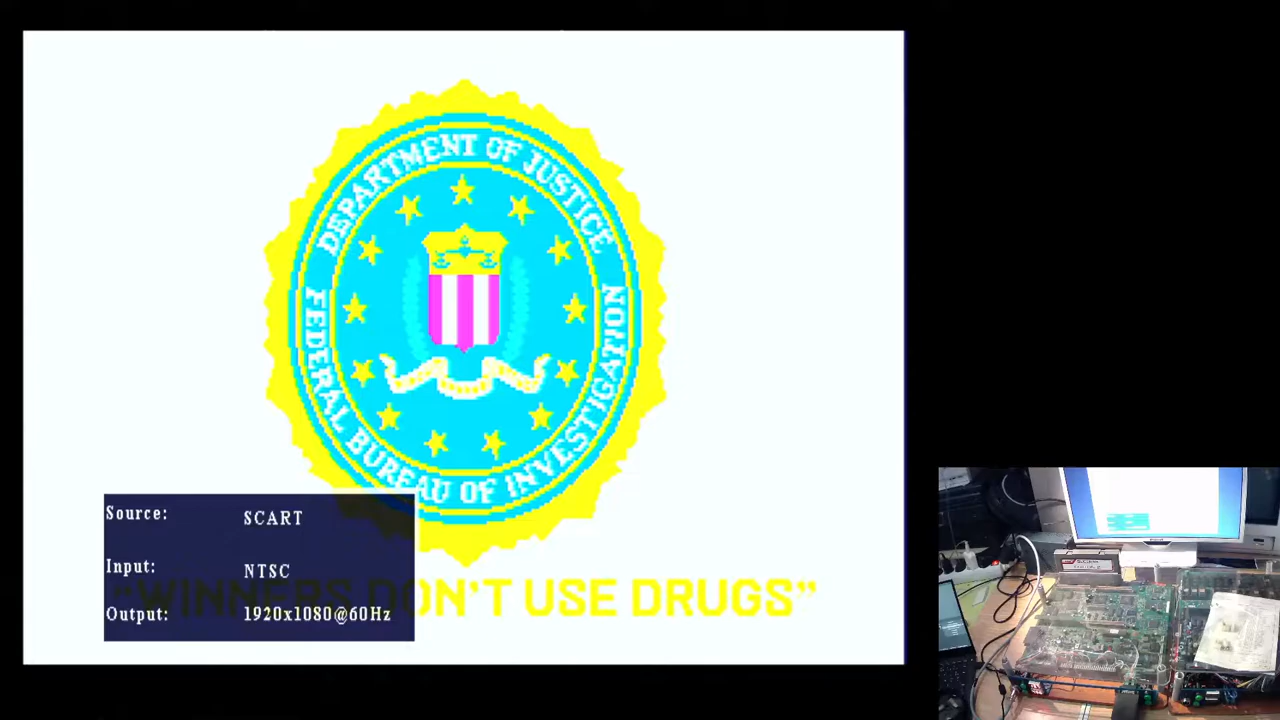 DEPARTMENT OF JUSTICE
FEDERAL BUREAU OF INVESTIGATION
"WINNERS DON'T USE DRUGS"
Source: SCART
Input: NTSC
Output: 1920x1080@60Hz